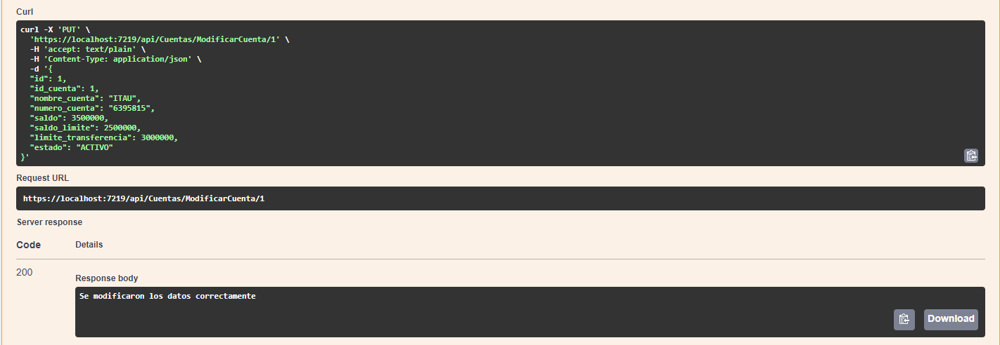 Curl
curl -X 'PUT' \
  'https://localhost:7219/api/Cuentas/ModificarCuenta/1' \
  -H 'accept: text/plain' \
  -H 'Content-Type: application/json' \
  -d '{
  "id": 1,
  "id_cuenta": 1,
  "nombre_cuenta": "ITAU",
  "numero_cuenta": "6395815",
  "saldo": 3500000,
  "saldo_limite": 2500000,
  "limite_transferencia": 3000000,
  "estado": "ACTIVO"
}'
Request URL
https://localhost:7219/api/Cuentas/ModificarCuenta/1
Server response
Code Details
200
Response body
Se modificaron los datos correctamente
Download